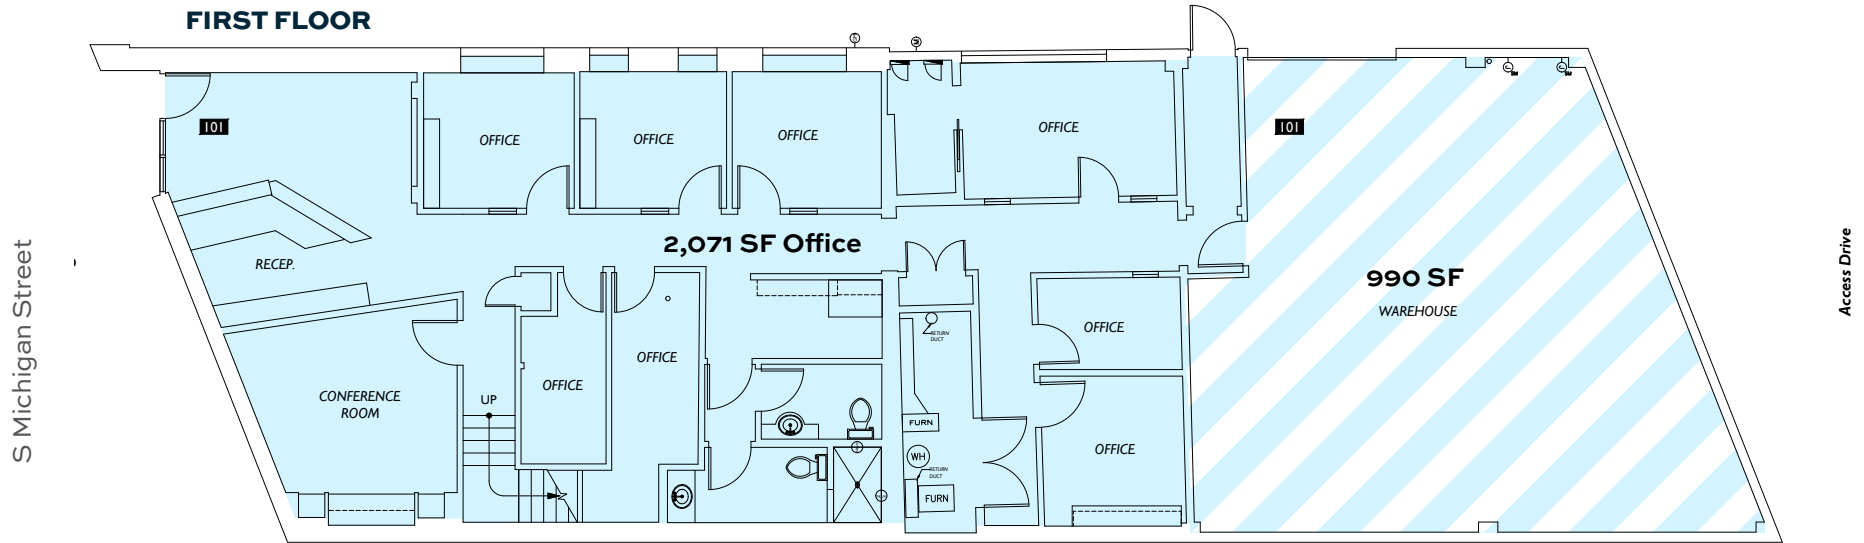 FIRST FLOOR
S Michigan Street
101
OFFICE
OFFICE
OFFICE
OFFICE
101
2,071 SF Office
RECEP.
990 SF
WAREHOUSE
Access Drive
OFFICE
RETURN
DUCT
OFFICE
OFFICE
CONFERENCE
ROOM
UP
FURN
OFFICE
WH
RETURN
DUCT
FURN